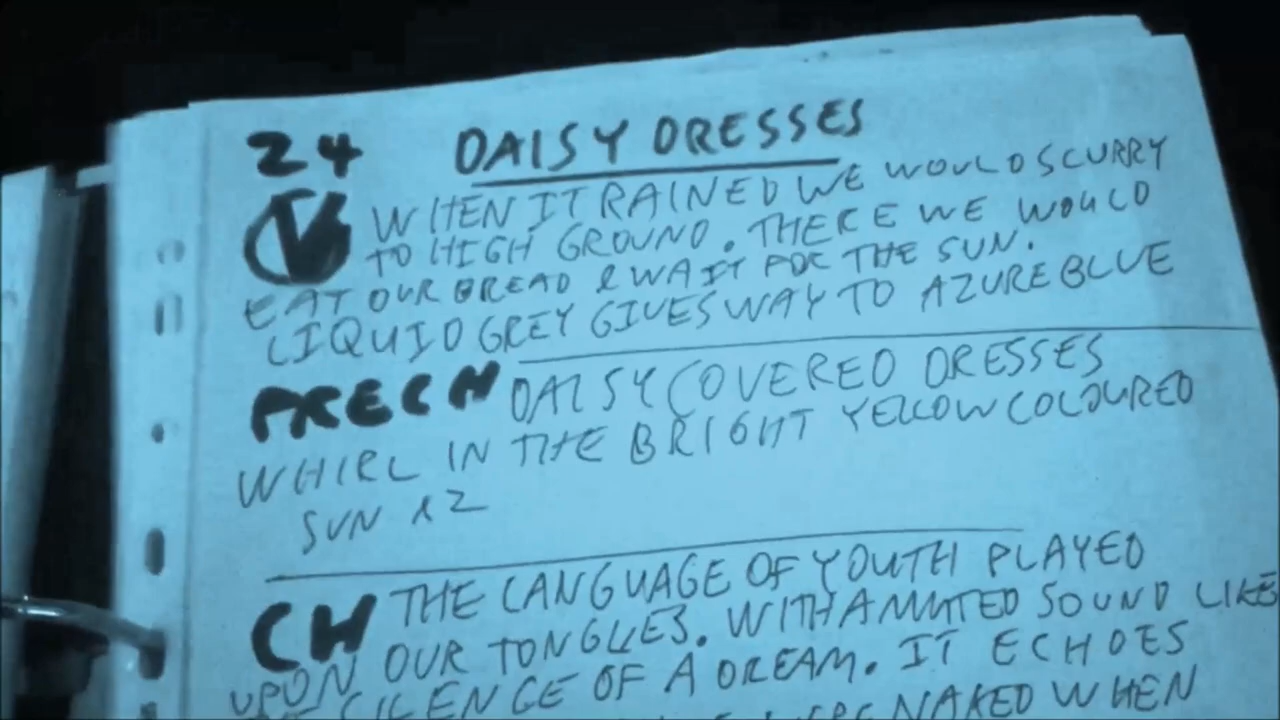 24 DAISY DRESSES
V WHEN IT RAINED WE WOULD SCURRY
TO HIGH GROUND. THERE WE WOULD
EAT OUR BREAD & WAIT FOR THE SUN.
LIQUID GREY GIVES WAY TO AZURE BLUE
PRECH DAISY COVERED DRESSES
WHIRL IN THE BRIGHT YELLOW COLOURED
SUN X2
CH THE LANGUAGE OF YOUTH PLAYED
UPON OUR TONGUES. WITH A MUTED SOUND LIKE
THE SILENCE OF A DREAM. IT ECHOES
NAKED WHEN